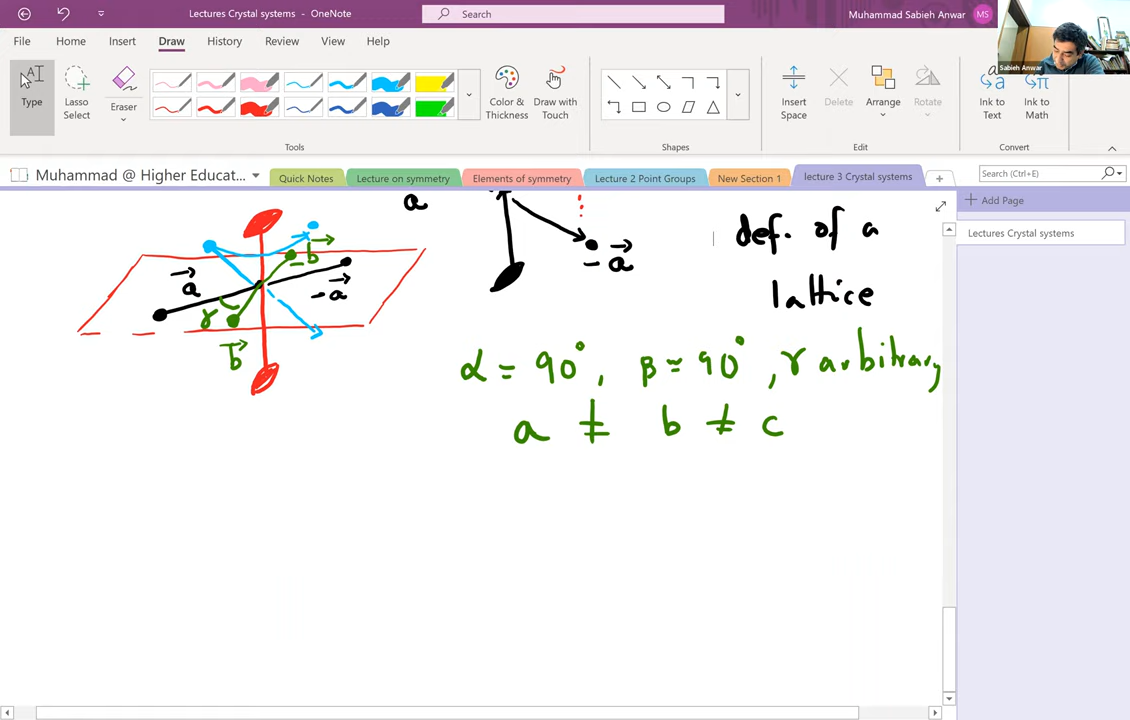 Lectures Crystal systems - OneNote
Search
Muhammad Sabieh Anwar
MS
Sabieh Anwar
File Home Insert Draw History Review View Help
Type
Lasso Select
Eraser
Color & Thickness
Draw with Touch
Insert Space
Delete
Arrange
Rotate
Ink to Text
Ink to Math
Tools
Shapes
Edit
Convert
Muhammad @ Higher Educat...
Quick Notes
Lecture on symmetry
Elements of symmetry
Lecture 2 Point Groups
New Section 1
lecture 3 Crystal systems
Search (Ctrl+E)
Add Page
Lectures Crystal systems
a
-a
def. of a
lattice
-b
a
-a
γ
b
α = 90°, β = 90°, γ arbitrary
a ≠ b ≠ c